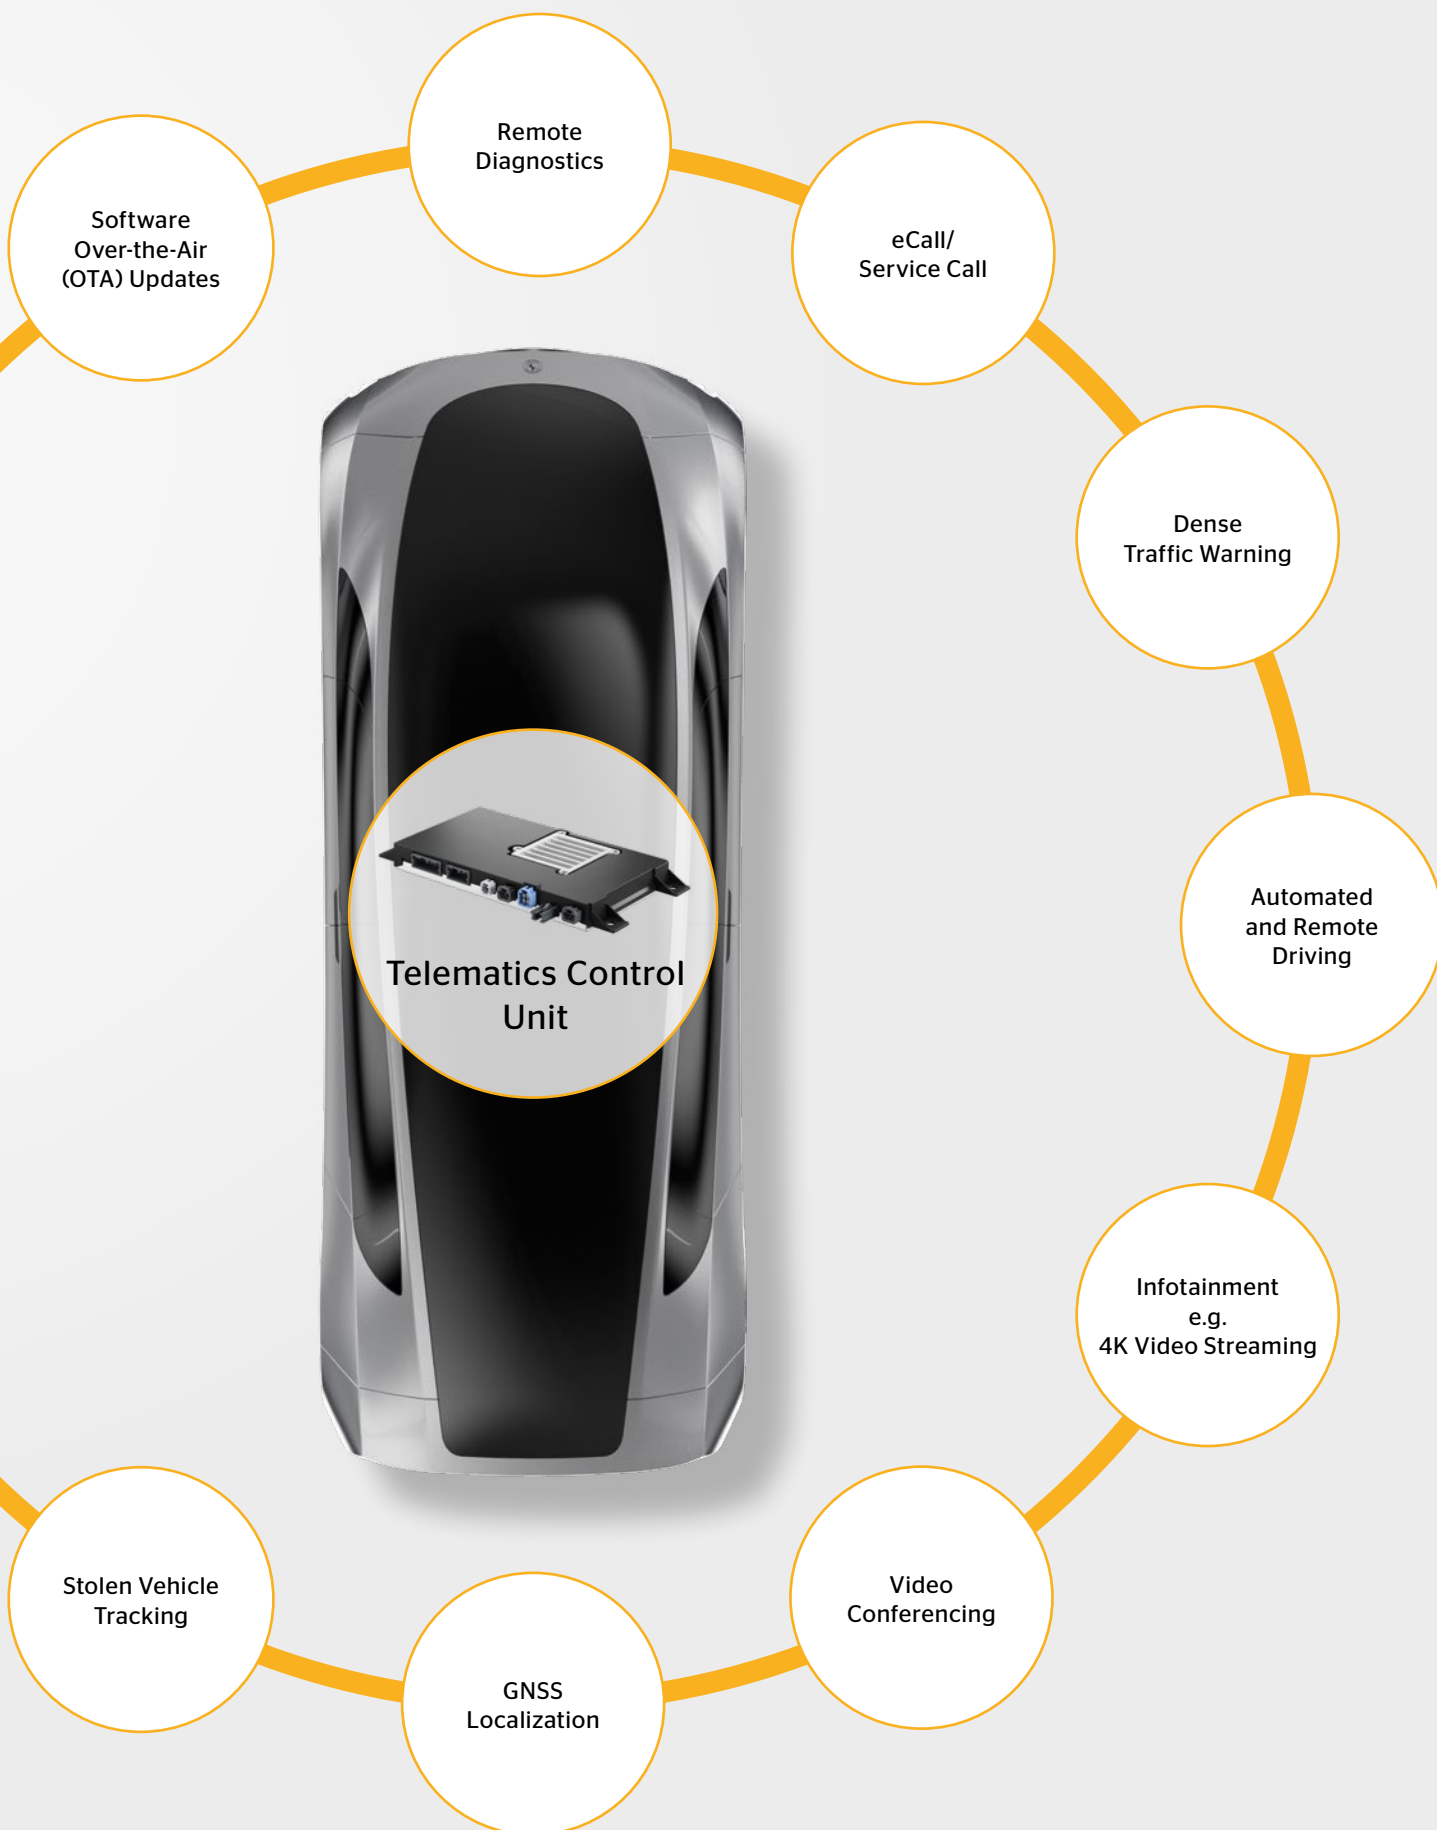 Remote
Diagnostics
Software
Over-the-Air
(OTA) Updates
eCall/
Service Call
Dense
Traffic Warning
Automated
and Remote
Driving
Telematics Control
Unit
Infotainment
e.g.
4K Video Streaming
Stolen Vehicle
Tracking
Video
Conferencing
GNSS
Localization